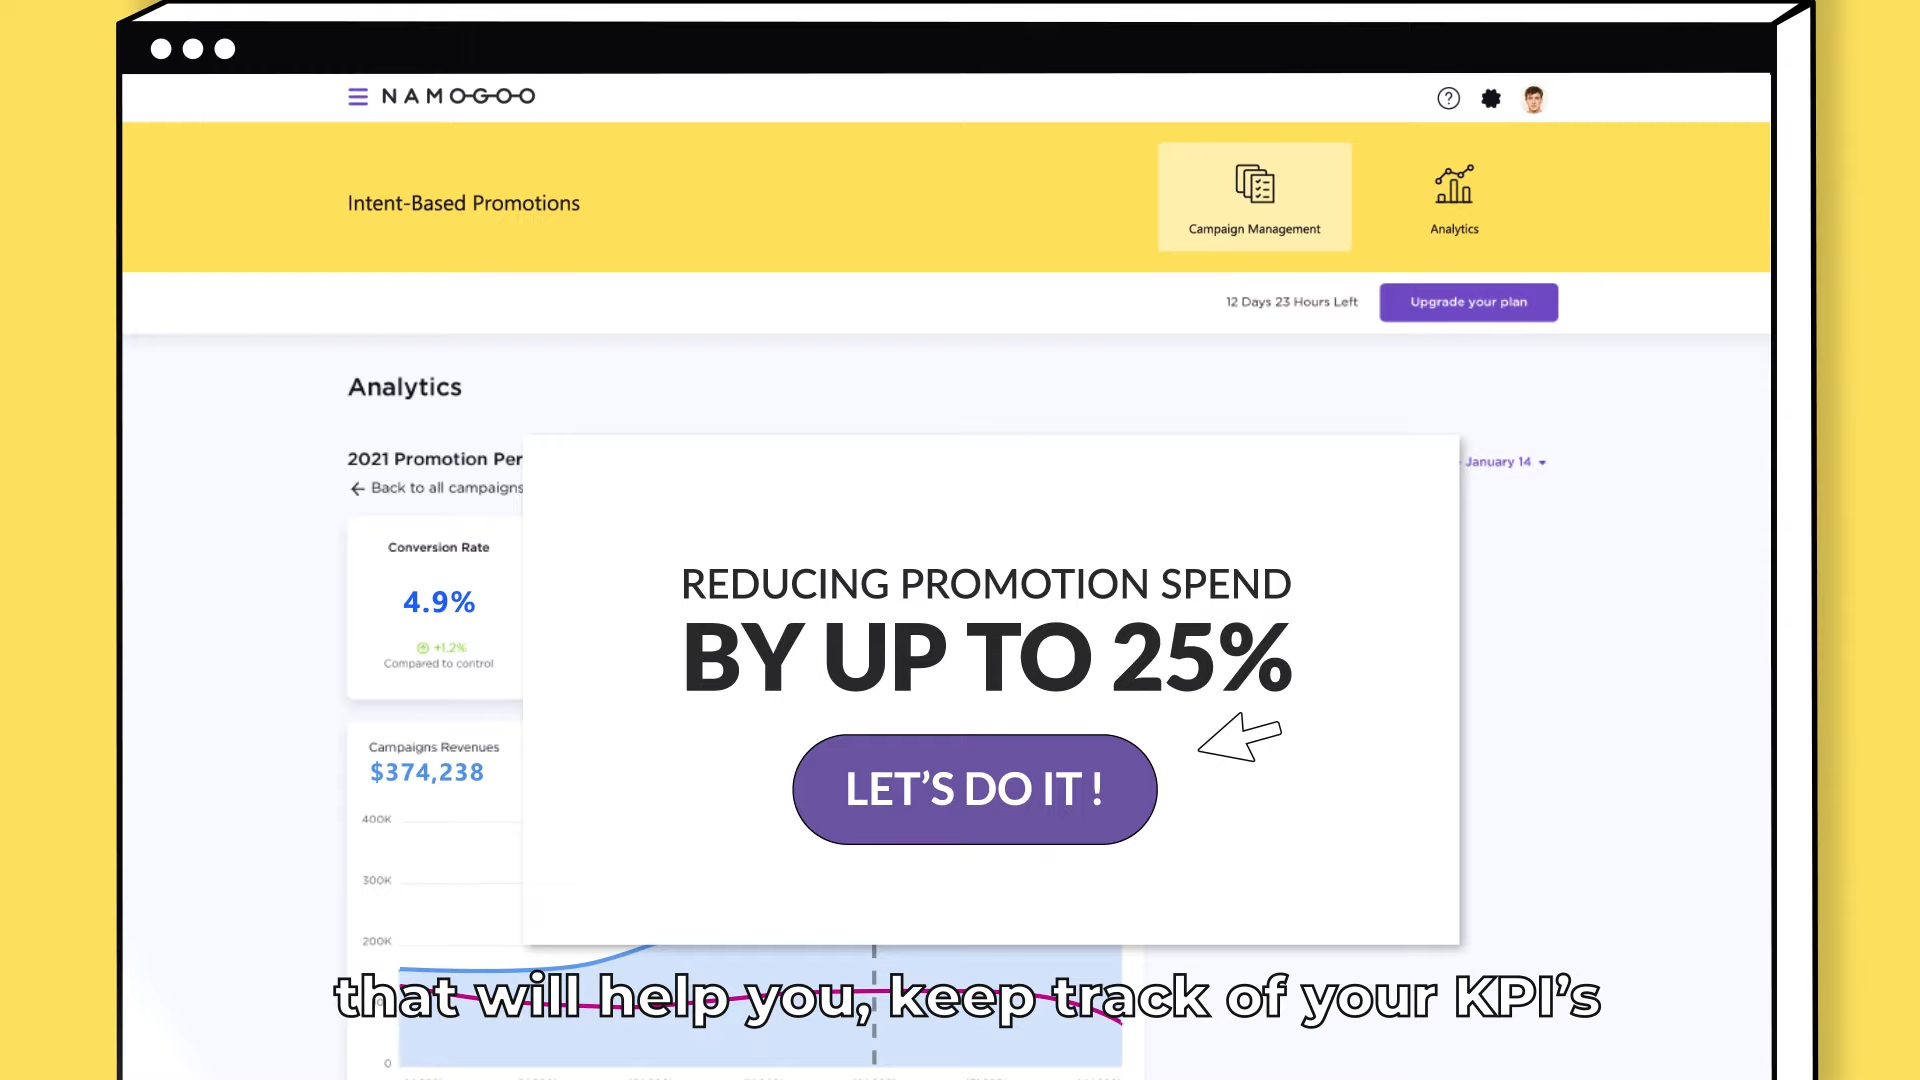 NAMOGOO
Intent-Based Promotions
Campaign Management
Analytics
12 Days 23 Hours Left
Upgrade your plan
Analytics
2021 Promotion Per
January 14
Back to all campaigns
Conversion Rate
4.9%
+1.2%
Compared to control
REDUCING PROMOTION SPEND
BY UP TO 25%
LET'S DO IT !
Campaigns Revenues
$374,238
400K
300K
200K
that will help you, keep track of your KPI's
0